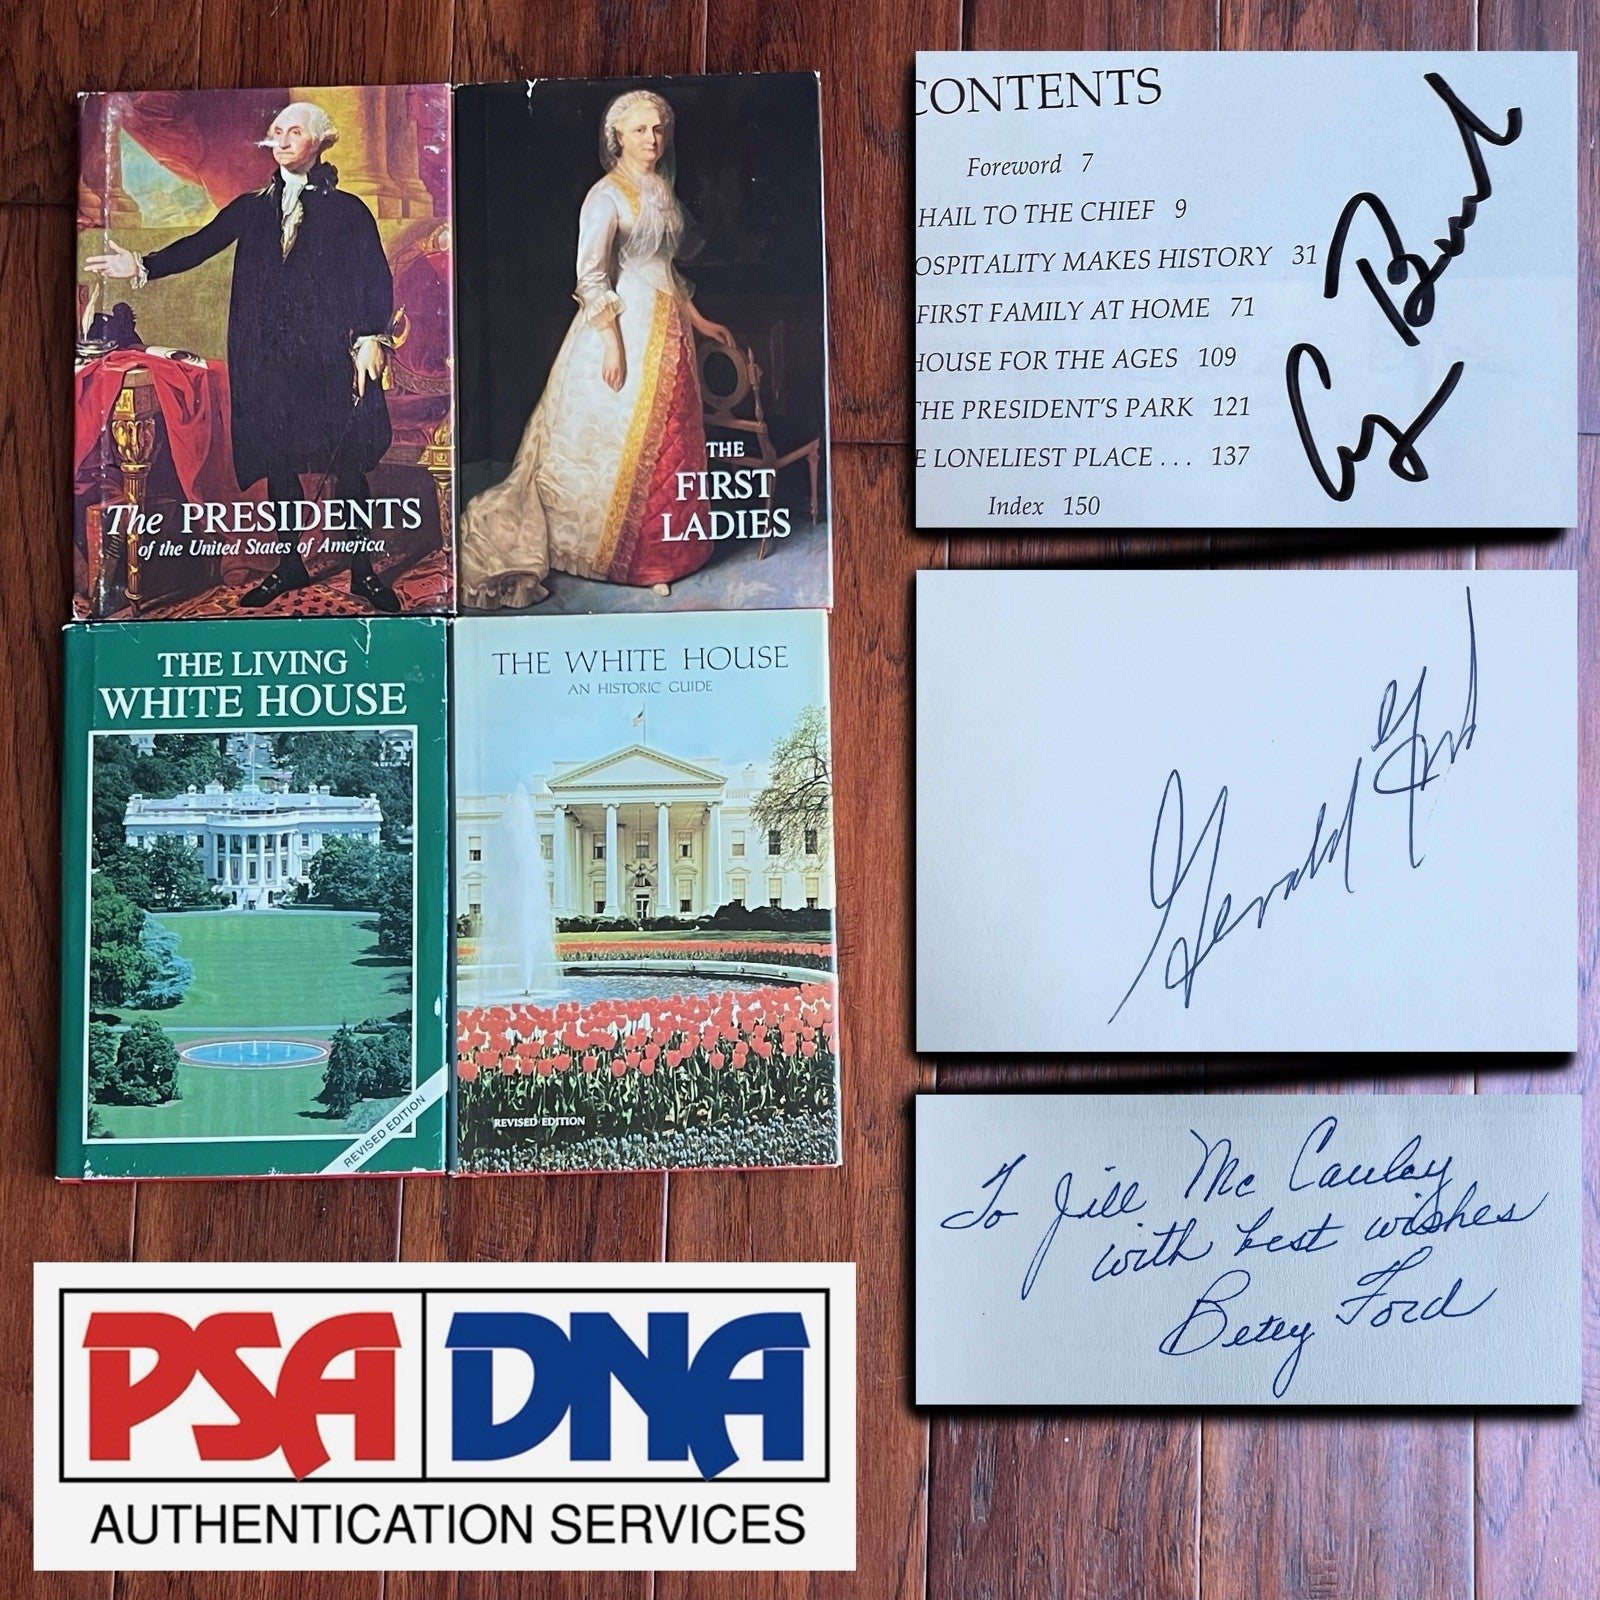 The PRESIDENTS
of the United States of America
THE
FIRST
LADIES
THE LIVING
WHITE HOUSE
REVISED EDITION
THE WHITE HOUSE
AN HISTORIC GUIDE
REVISED EDITION
PSA DNA
AUTHENTICATION SERVICES
CONTENTS
Foreword 7
HAIL TO THE CHIEF 9
OSPITALITY MAKES HISTORY 31
FIRST FAMILY AT HOME 71
HOUSE FOR THE AGES 109
THE PRESIDENT'S PARK 121
E LONELIEST PLACE . . . 137
Index 150
Gerald Ford
To Jill McCauley
with best wishes
Betty Ford